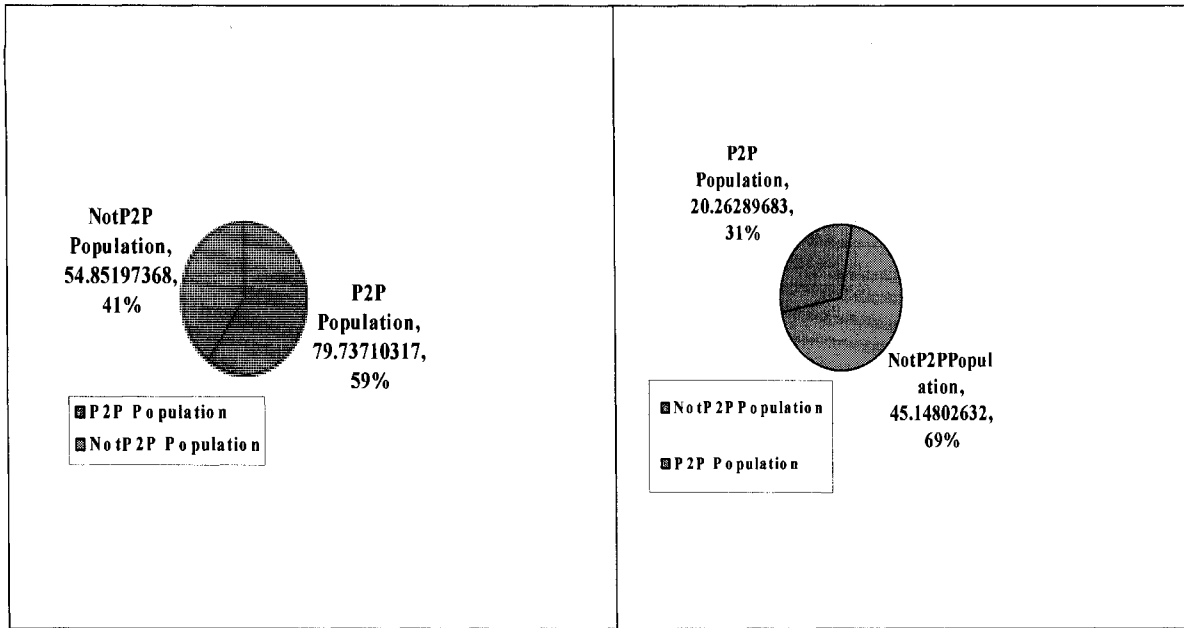 NotP2P
Population,
54.85197368,
41%
P2P
Population,
79.73710317,
59%
P2P Population
NotP2P Population
P2P
Population,
20.26289683,
31%
NotP2PPopul
ation,
45.14802632,
69%
NotP2P Population
P2P Population